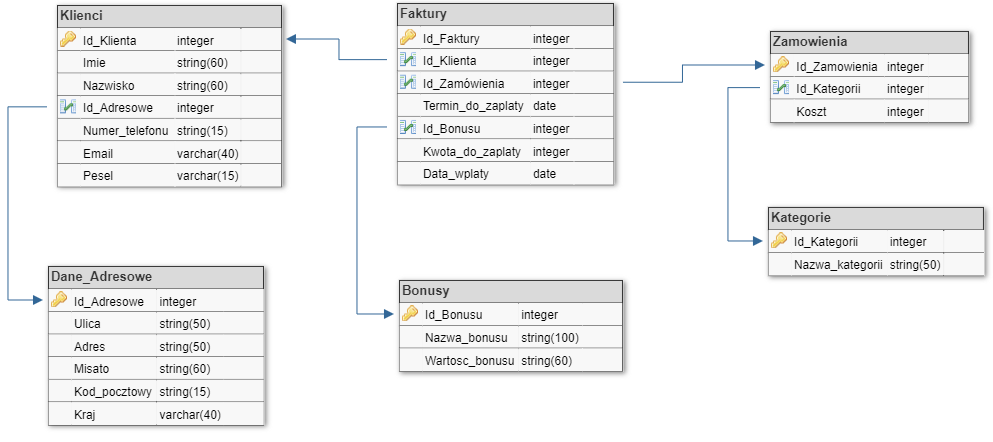 Klienci
Id_Klienta integer
Imie string(60)
Nazwisko string(60)
Id_Adresowe integer
Numer_telefonu string(15)
Email varchar(40)
Pesel varchar(15)
Faktury
Id_Faktury integer
Id_Klienta integer
Id_Zamówienia integer
Termin_do_zaplaty date
Id_Bonusu integer
Kwota_do_zaplaty integer
Data_wplaty date
Zamowienia
Id_Zamowienia integer
Id_Kategorii integer
Koszt integer
Kategorie
Id_Kategorii integer
Nazwa_kategorii string(50)
Dane_Adresowe
Id_Adresowe integer
Ulica string(50)
Adres string(50)
Misato string(60)
Kod_pocztowy string(15)
Kraj varchar(40)
Bonusy
Id_Bonusu integer
Nazwa_bonusu string(100)
Wartosc_bonusu string(60)